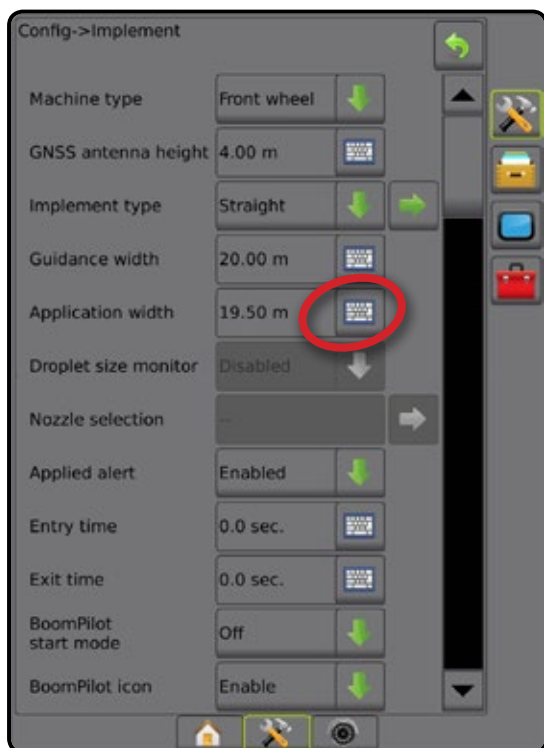 Config->Implement
Machine type Front wheel
GNSS antenna height 4.00 m
Implement type Straight
Guidance width 20.00 m
Application width 19.50 m
Droplet size monitor Disabled
Nozzle selection --
Applied alert Enabled
Entry time 0.0 sec.
Exit time 0.0 sec.
BoomPilot
start mode Off
BoomPilot icon Enable